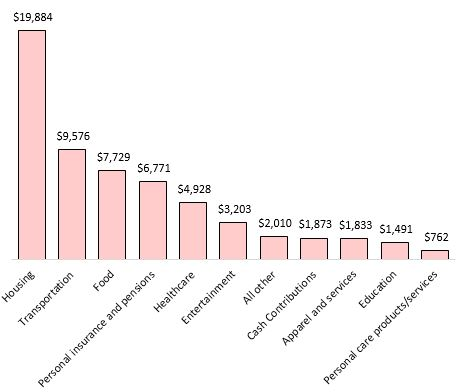 $19,884
$9,576
$7,729
$6,771
$4,928
$3,203
$2,010
$1,873
$1,833
$1,491
$762
Housing
Transportation
Food
Personal insurance and pensions
Healthcare
Entertainment
All other
Cash Contributions
Apparel and services
Education
Personal care products/services